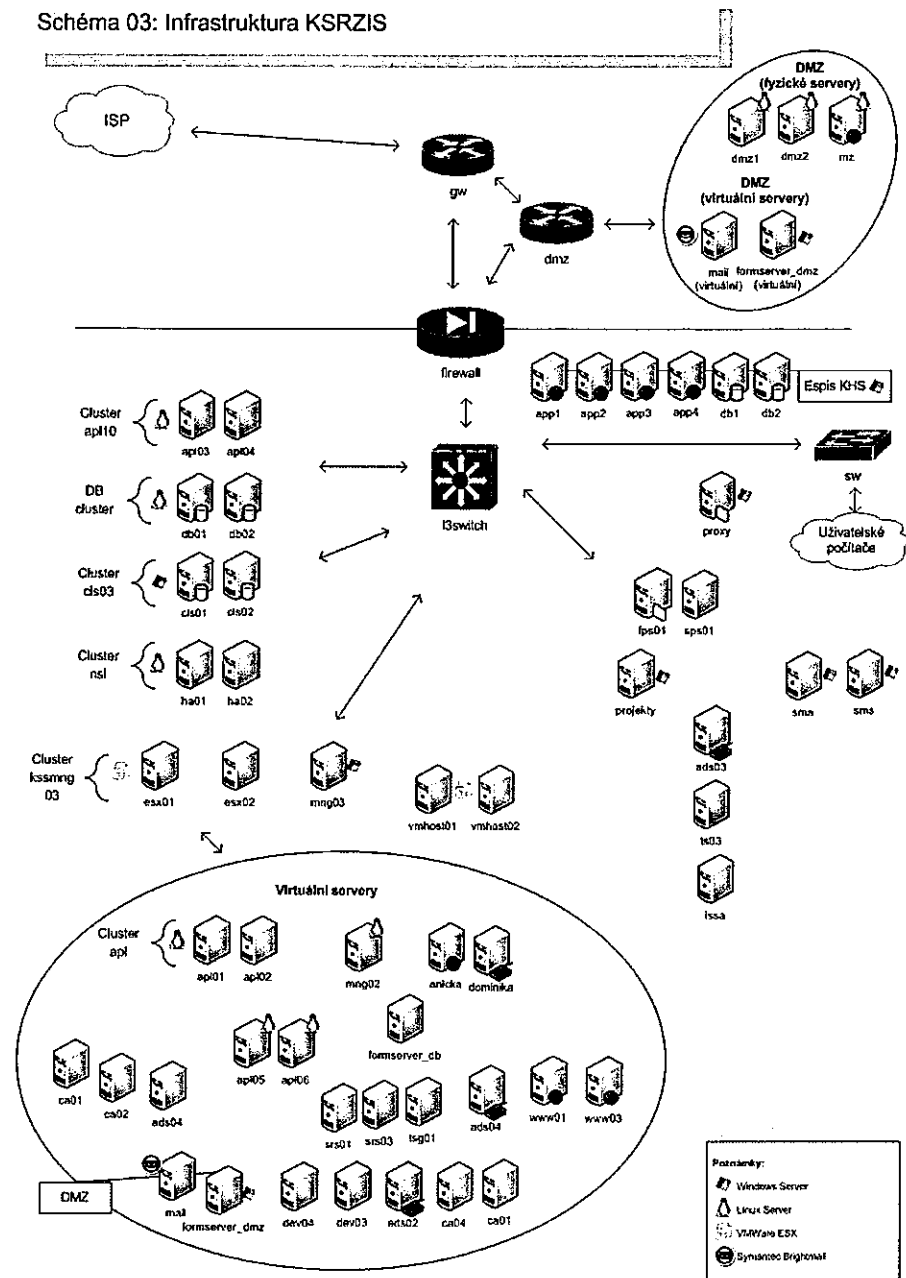 Schéma 03: Infrastruktura KSRZIS
ISP
gw
dmz
DMZ
(fyzické servery)
dmz1 dmz2 mz
DMZ
(virtuální servery)
mail
(virtuální)
formserver_dmz
(virtuální)
firewall
app1 app2 app3 app4 db1 db2
Espis KHS
Cluster
apl10
apl03 apl04
l3switch
sw
DB
cluster
db01 db02
proxy
Uživatelské
počítače
Cluster
cls03
cls01 cls02
fps01 sps01
Cluster
nsl
ha01 ha02
projekty
sma sms
Cluster
kssmng
03
esx01 esx02 mng03
vmhost01 vmhost02
ads03
ts03
issa
Virtuální servery
Cluster
apl
apl01 apl02
mng02
anicka dominika
formserver_db
apl05 apl06
ca01 ca02 ads04
srs01 srs03 tsg01
ads04 www01 www03
DMZ
mail
formserver_dmz
dev04 dev03 ads02 ca04 ca01
Poznámky:
Windows Server
Linux Server
VMWare ESX
Symantec Brightmail